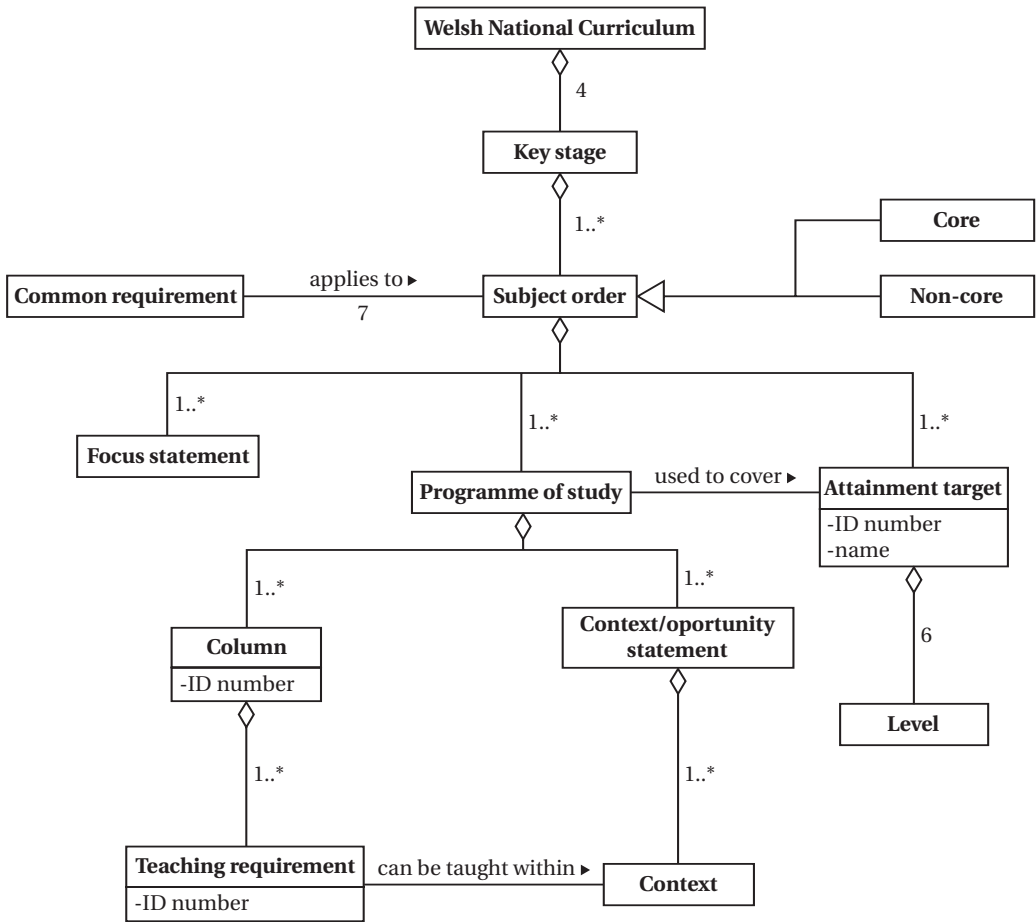 Welsh National Curriculum
4
Key stage
1..*
Core
applies to ▸
Common requirement
Subject order
Non-core
7
1..*
1..*
1..*
Focus statement
used to cover ▸
Programme of study
Attainment target
-ID number
-name
1..*
1..*
Context/oportunity
statement
Column
6
-ID number
Level
1..*
1..*
Teaching requirement
can be taught within ▸
Context
-ID number